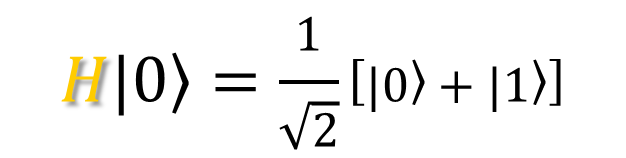 H|0⟩ = 1/√2 [|0⟩ + |1⟩]